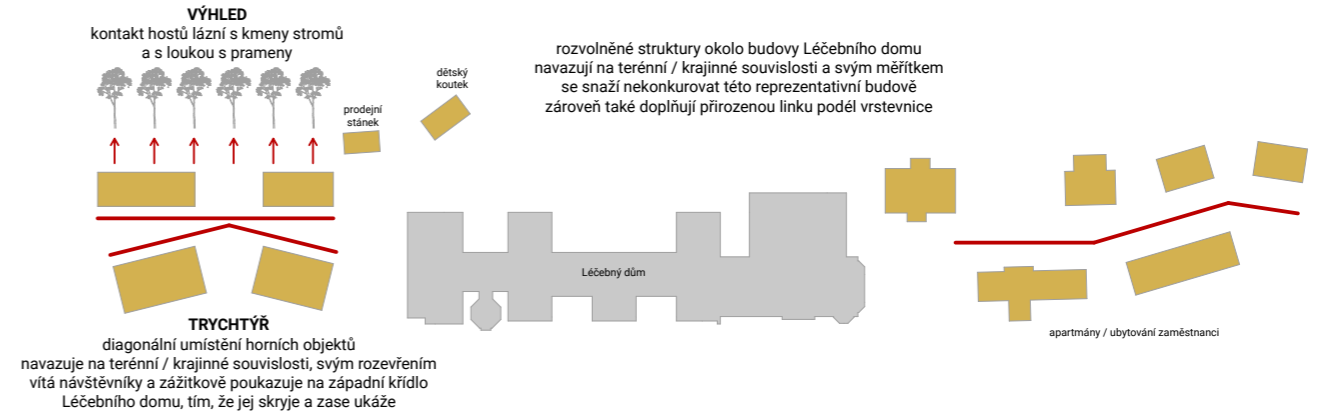 VÝHLED
kontakt hostů lázní s kmeny stromů
a s loukou s prameny
prodejní
stánek
dětský
koutek
rozvolněné struktury okolo budovy Léčebního domu
navazují na terénní / krajinné souvislosti a svým měřítkem
se snaží nekonkurovat této reprezentativní budově
zároveň také doplňují přirozenou linku podél vrstevnice
Léčebný dům
apartmány / ubytování zaměstnanci
TRYCHTÝŘ
diagonální umístění horních objektů
navazuje na terénní / krajinné souvislosti, svým rozevřením
vítá návštěvníky a zážitkově poukazuje na západní křídlo
Léčebního domu, tím, že jej skryje a zase ukáže